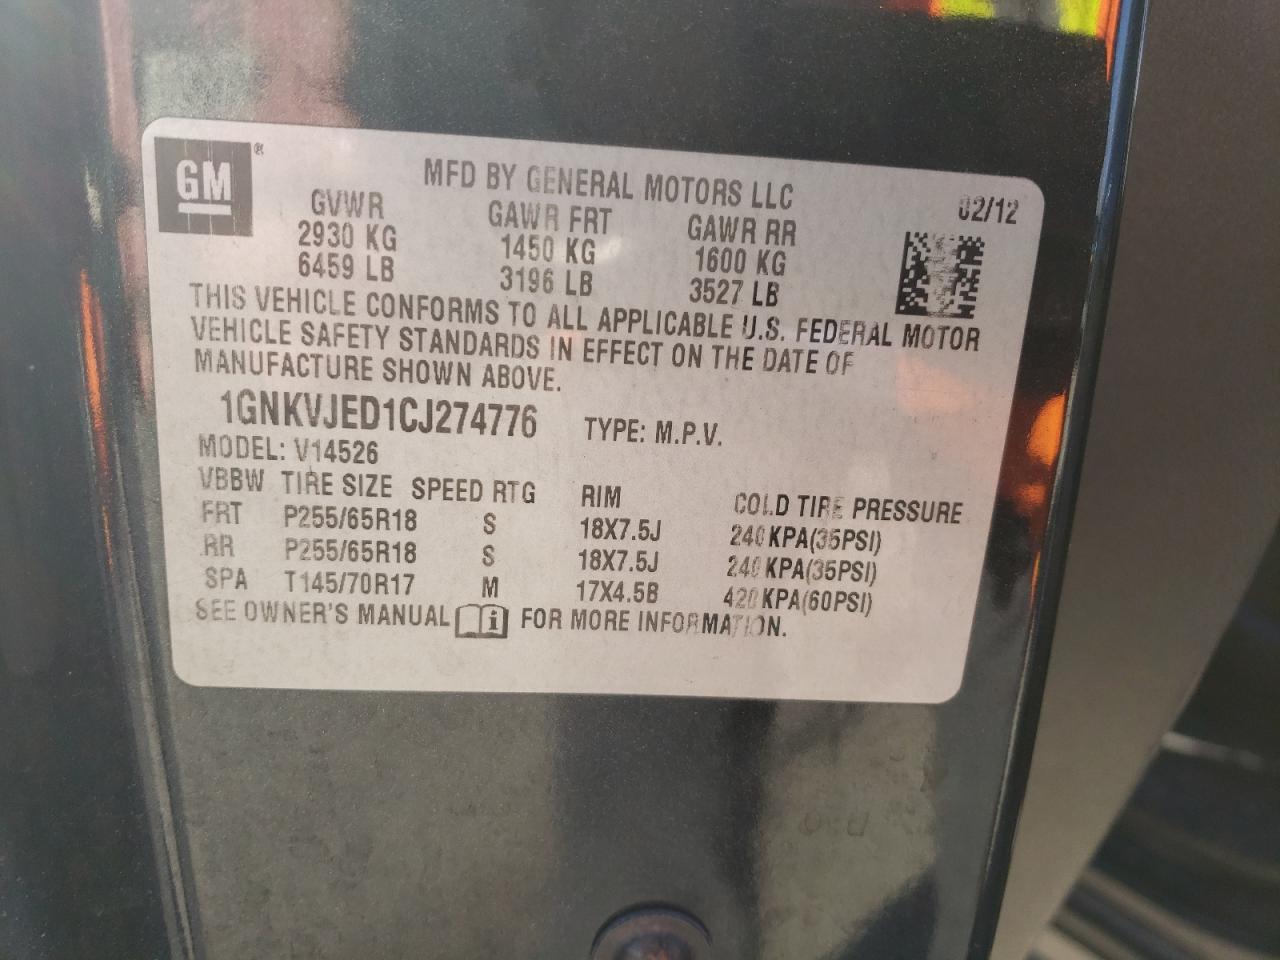 GM ®
MFD BY GENERAL MOTORS LLC
02/12
GVWR GAWR FRT GAWR RR
2930 KG 1450 KG 1600 KG
6459 LB 3196 LB 3527 LB
THIS VEHICLE CONFORMS TO ALL APPLICABLE U.S. FEDERAL MOTOR
VEHICLE SAFETY STANDARDS IN EFFECT ON THE DATE OF
MANUFACTURE SHOWN ABOVE.
1GNKVJED1CJ274776 TYPE: M.P.V.
MODEL: V14526
VBBW TIRE SIZE SPEED RTG RIM COLD TIRE PRESSURE
FRT P255/65R18 S 18X7.5J 240 KPA(35PSI)
RR P255/65R18 S 18X7.5J 240 KPA(35PSI)
SPA T145/70R17 M 17X4.5B 420 KPA(60PSI)
SEE OWNER'S MANUAL i FOR MORE INFORMATION.